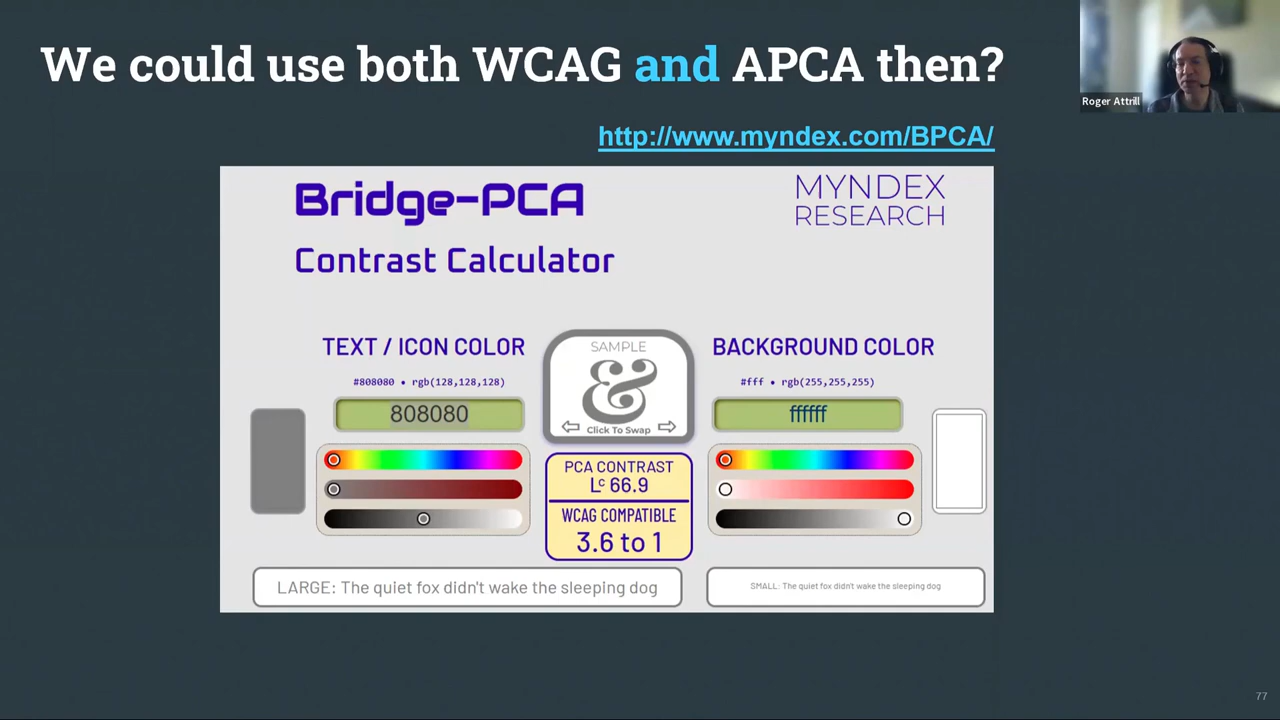 We could use both WCAG and APCA then?
Roger Attrill
http://www.myndex.com/BPCA/
Bridge-PCA
MYNDEX
RESEARCH
Contrast Calculator
TEXT / ICON COLOR
#808080 • rgb(128,128,128)
808080
SAMPLE
&
Click To Swap
BACKGROUND COLOR
#fff • rgb(255,255,255)
ffffff
PCA CONTRAST
Lᶜ 66.9
WCAG COMPATIBLE
3.6 to 1
LARGE: The quiet fox didn't wake the sleeping dog
SMALL: The quiet fox didn't wake the sleeping dog
77